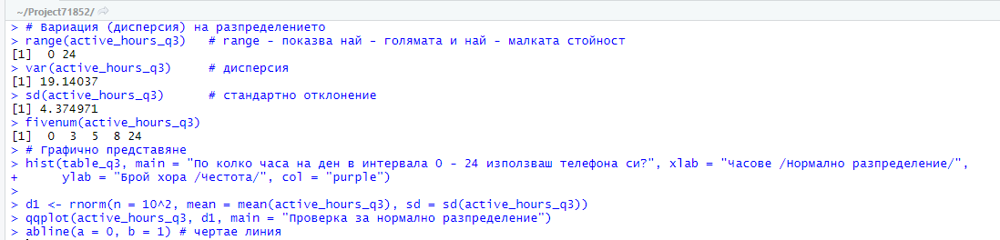 ~/Project71852/
> # Вариация (дисперсия) на разпределението
> range(active_hours_q3)   # range - показва най - голямата и най - малката стойност
[1]  0 24
> var(active_hours_q3)     # дисперсия
[1] 19.14037
> sd(active_hours_q3)      # стандартно отклонение
[1] 4.374971
> fivenum(active_hours_q3)
[1]  0  3  5  8 24
> # Графично представяне
> hist(table_q3, main = "По колко часа на ден в интервала 0 - 24 използваш телефона си?", xlab = "Часове /Нормално разпределение/",
+      ylab = "Брой хора /Честота/", col = "purple")
>
> d1 <- rnorm(n = 10^2, mean = mean(active_hours_q3), sd = sd(active_hours_q3))
> qqplot(active_hours_q3, d1, main = "Проверка за нормално разпределение")
> abline(a = 0, b = 1) # чертае линия